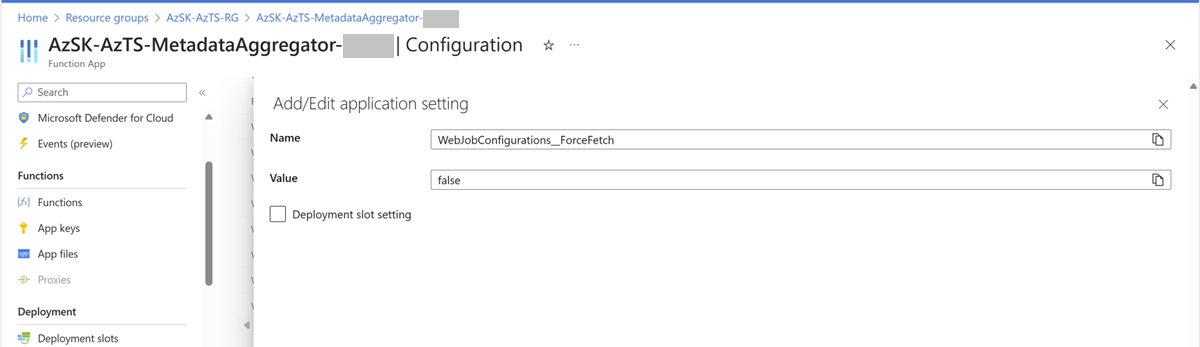 Home > Resource groups > AzSK-AzTS-RG > AzSK-AzTS-MetadataAggregator-
AzSK-AzTS-MetadataAggregator- | Configuration
Function App
Search
Microsoft Defender for Cloud
Events (preview)
Functions
Functions
App keys
App files
Proxies
Deployment
Deployment slots
Add/Edit application setting
Name
WebJobConfigurations__ForceFetch
Value
false
Deployment slot setting